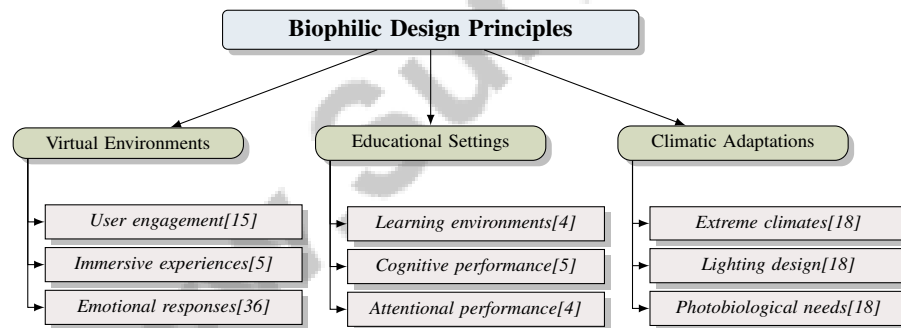 Biophilic Design Principles
Virtual Environments
User engagement[15]
Immersive experiences[5]
Emotional responses[36]
Educational Settings
Learning environments[4]
Cognitive performance[5]
Attentional performance[4]
Climatic Adaptations
Extreme climates[18]
Lighting design[18]
Photobiological needs[18]